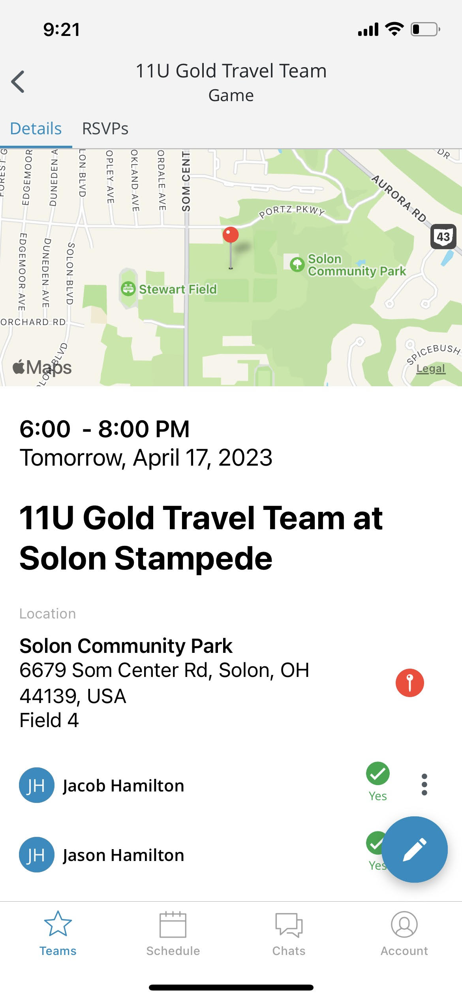 9:21
11U Gold Travel Team
Game
Details RSVPs
EDGEMOOR
DUNEDEN A
LON BLVD
OPLEY AVE
OKLAND AVE
ORDALE AVE
SOM CENT
DR
AURORA RD
PORTZ PKWY
43
Solon
Community Park
EDGEMOOR AVE
DUNEDEN AVE
SOLON BLVD
Stewart Field
ORCHARD RD
OLON BLVD
SPICEBUSH
Maps
Legal
6:00 - 8:00 PM
Tomorrow, April 17, 2023
11U Gold Travel Team at
Solon Stampede
Location
Solon Community Park
6679 Som Center Rd, Solon, OH
44139, USA
Field 4
JH Jacob Hamilton Yes
JH Jason Hamilton Yes
Teams Schedule Chats Account